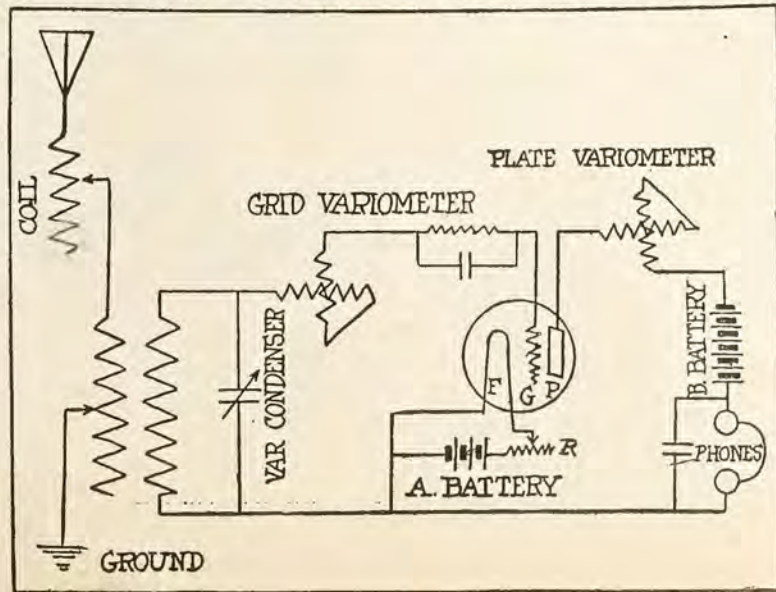 COIL
GRID VARIOMETER
PLATE VARIOMETER
VAR CONDENSER
F
G
P
R
A. BATTERY
B. BATTERY
PHONES
GROUND